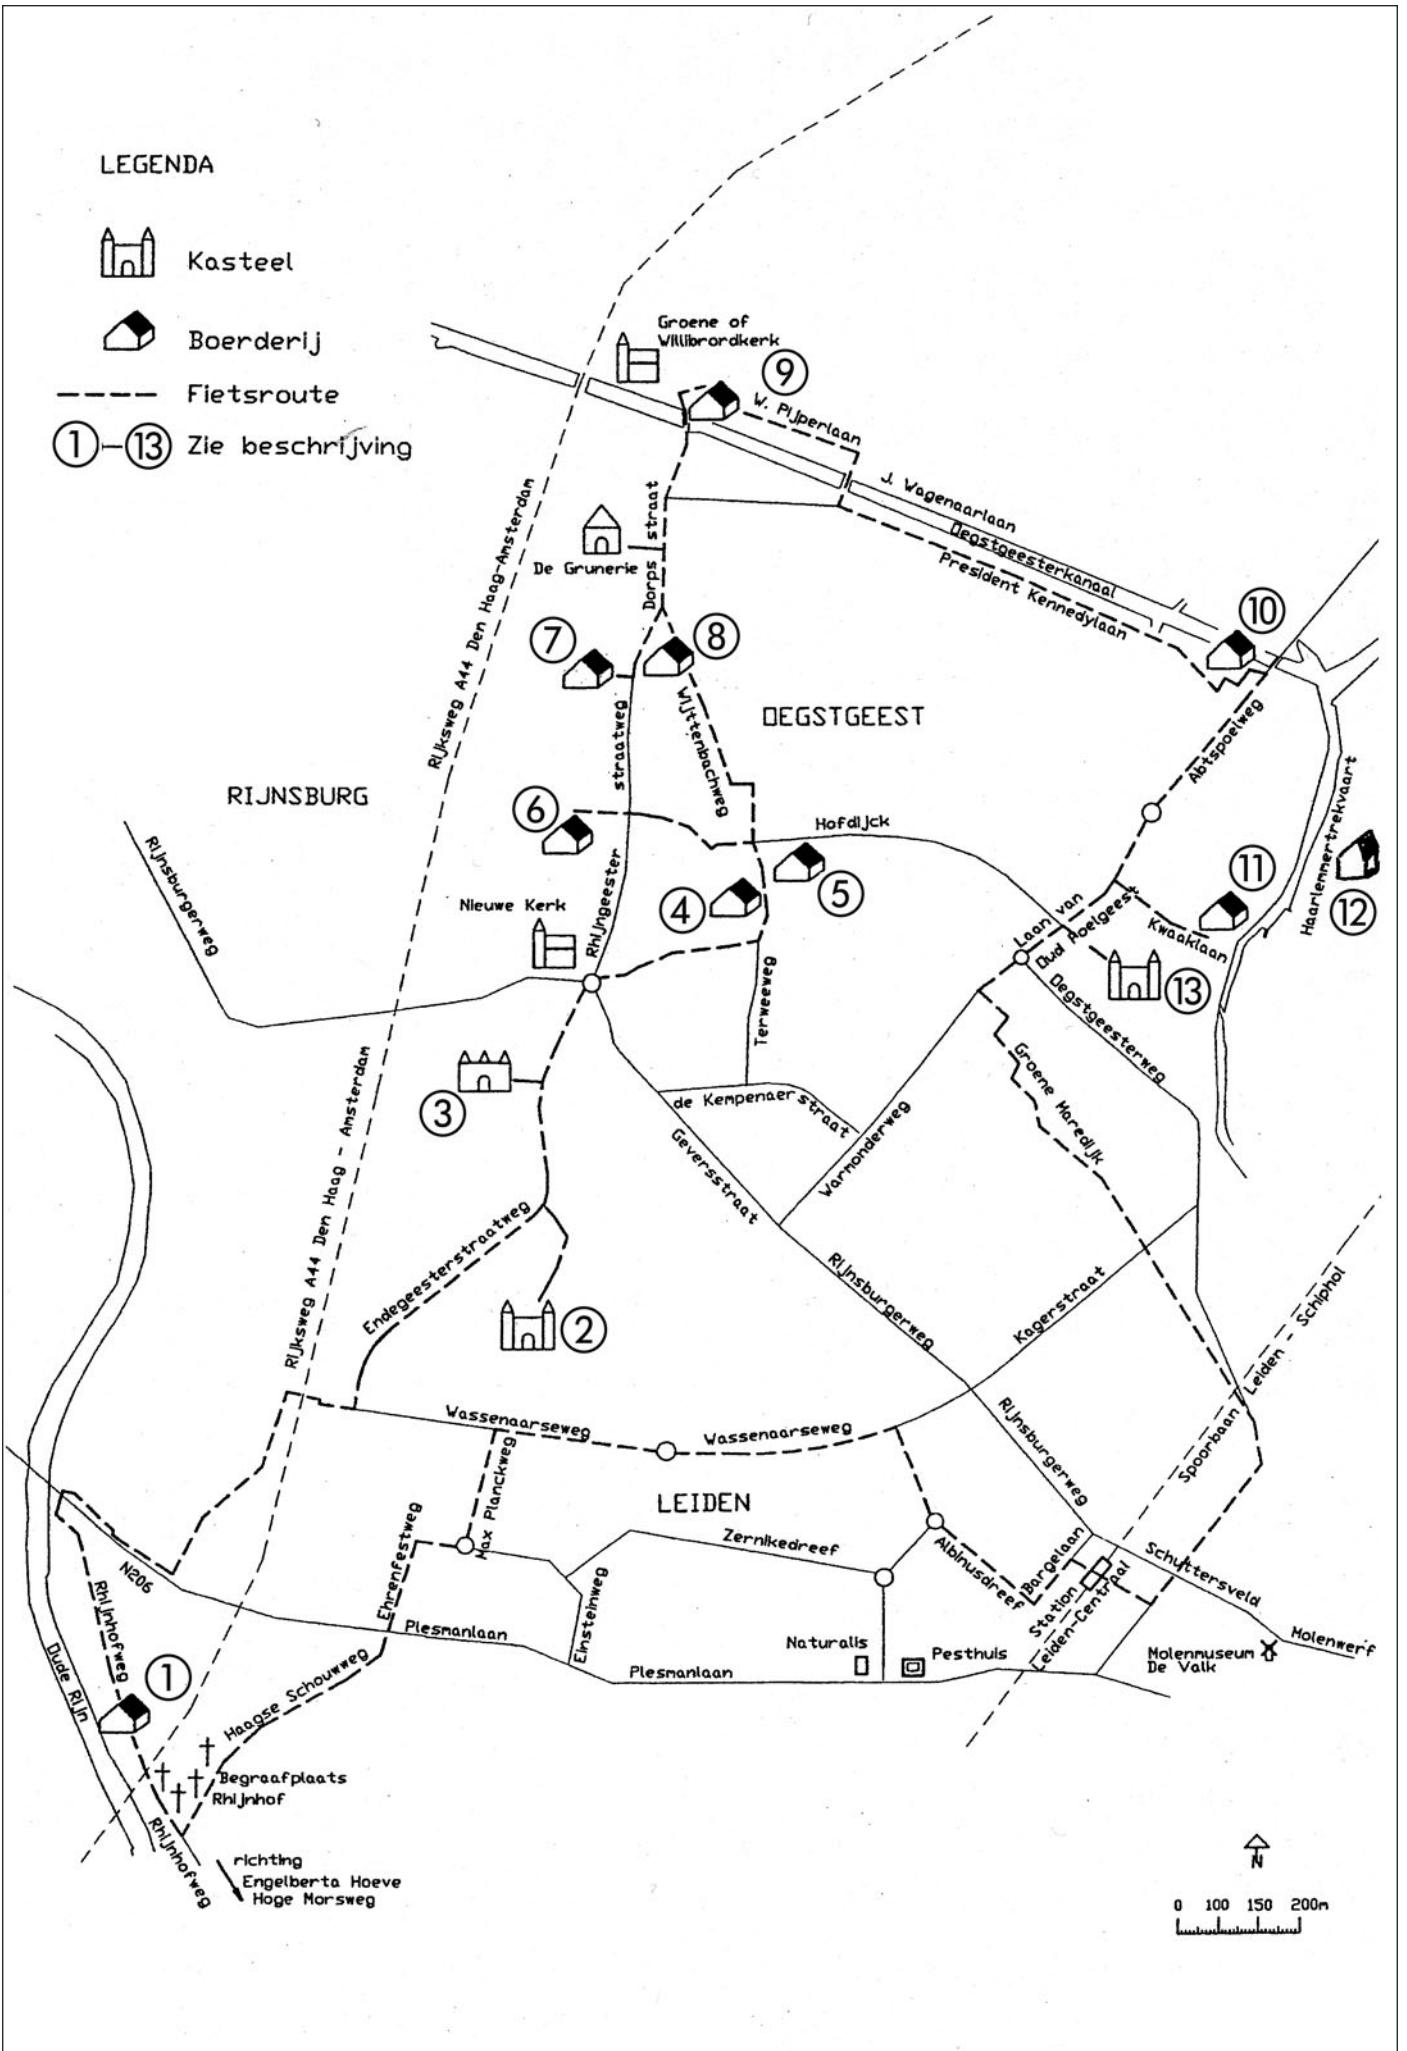 LEGENDA
Kasteel
Boerderij
Fietsroute
1-13 Zie beschrijving
Groene of
Willibrordkerk
9
W. Pijperlaan
J. Wagenaarlaan
Oegstgeesterkanaal
President Kennedylaan
Rijksweg A44 Den Haag-Amsterdam
Dorps straat
De Grunerie
10
7
8
OEGSTGEEST
straatweg
Wijttenbachweg
Abtspoelweg
RIJNSBURG
6
Hofdijck
Haarlemmertrekvaart
Rijnsburgerweg
11
5
4
12
Nieuwe Kerk
Rhijngeester
Laan van
Oud Poelgeest
Kwaaklaan
13
Terweeweg
Oegstgeesterweg
Groene Maredijk
3
de Kempenaerstraat
Geversstraat
Warmonderweg
Rijksweg A44 Den Haag - Amsterdam
Endegeesterstraatweg
2
Rijnsburgerweg
Kagerstraat
Spoorbaan Leiden - Schiphol
Wassenaarseweg
Wassenaarseweg
Rijnsburgerweg
Max Planckweg
LEIDEN
Ehrenfestweg
Zernikedreef
Albinusdreef
Bargelaan
Schuttersveld
N206
Rhijnhofweg
Einsteinweg
Station
Leiden-Centraal
Plesmanlaan
Naturalis
Pesthuis
Molenwerf
Molenmuseum
De Valk
Plesmanlaan
1
Oude Rijn
Haagse Schouwweg
Begraafplaats
Rhijnhof
Rhijnhofweg
richting
Engelberta Hoeve
Hoge Morsweg
N
0 100 150 200m